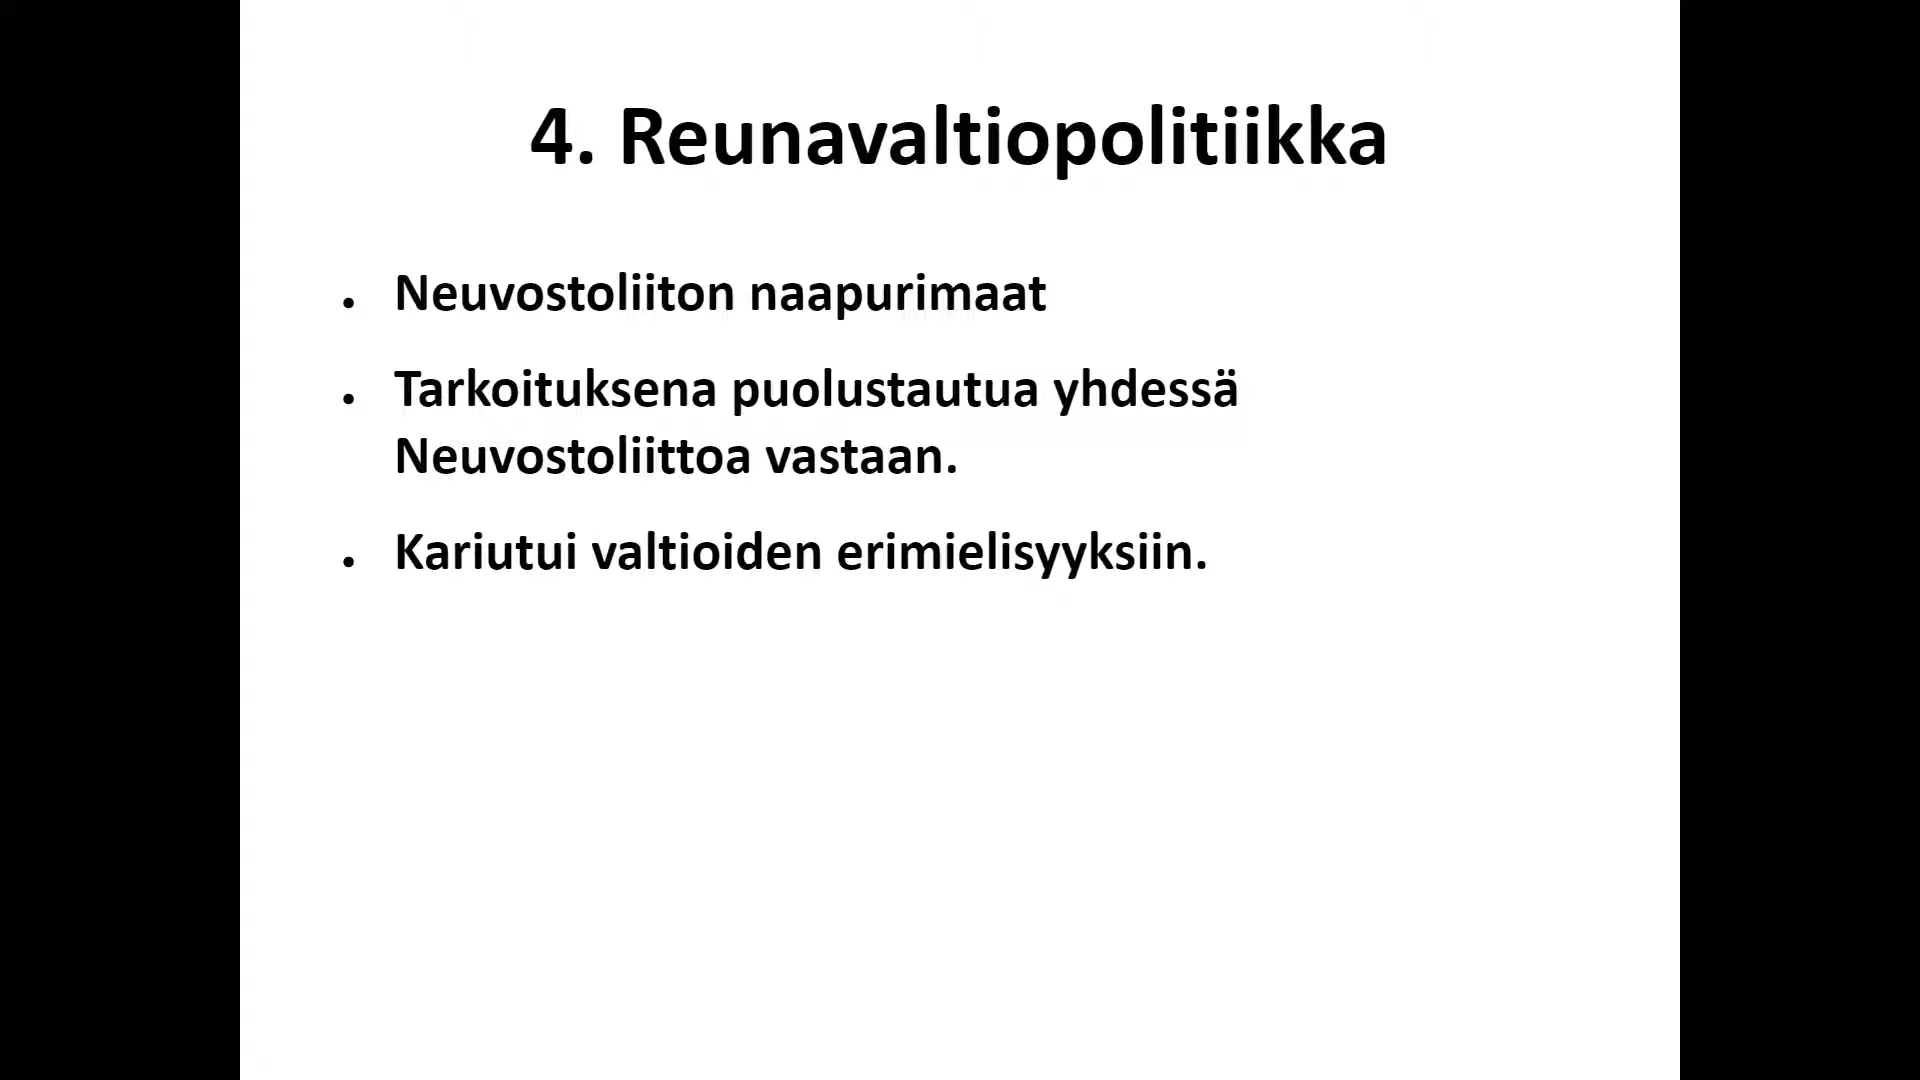 4. Reunavaltiopolitiikka
• Neuvostoliiton naapurimaat
• Tarkoituksena puolustautua yhdessä
Neuvostoliittoa vastaan.
• Kariutui valtioiden erimielisyyksiin.